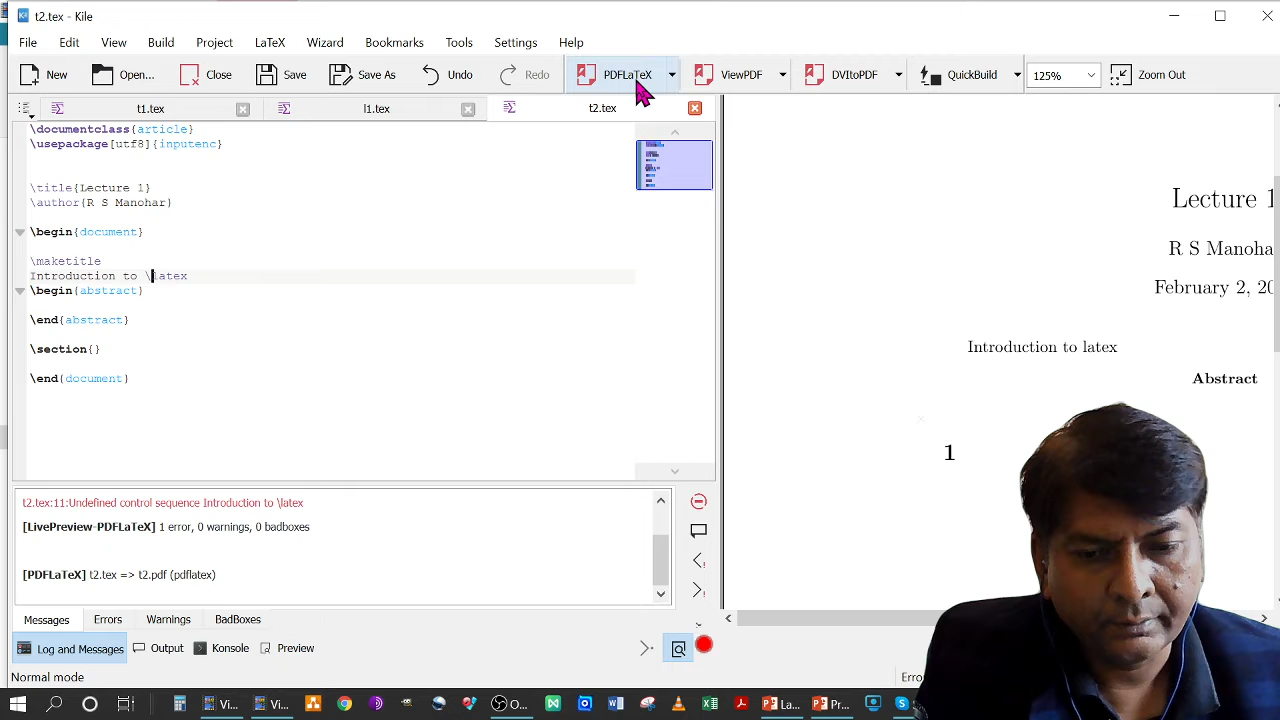 t2.tex - Kile
File Edit View Build Project LaTeX Wizard Bookmarks Tools Settings Help
New Open... Close Save Save As Undo Redo PDFLaTeX ViewPDF DVItoPDF QuickBuild 125% Zoom Out
t1.tex l1.tex t2.tex
\documentclass{article}
\usepackage[utf8]{inputenc}
\title{Lecture 1}
\author{R S Manohar}
\begin{document}
\maketitle
Introduction to \latex
\begin{abstract}
\end{abstract}
\section{}
\end{document}
Lecture 1
R S Manoha
February 2, 20
Introduction to latex
Abstract
1
t2.tex:11:Undefined control sequence Introduction to \latex
[LivePreview-PDFLaTeX] 1 error, 0 warnings, 0 badboxes
[PDFLaTeX] t2.tex => t2.pdf (pdflatex)
Messages Errors Warnings BadBoxes
Log and Messages Output Konsole Preview
Normal mode
Erro
Vi... Vi... O... La... Pr...